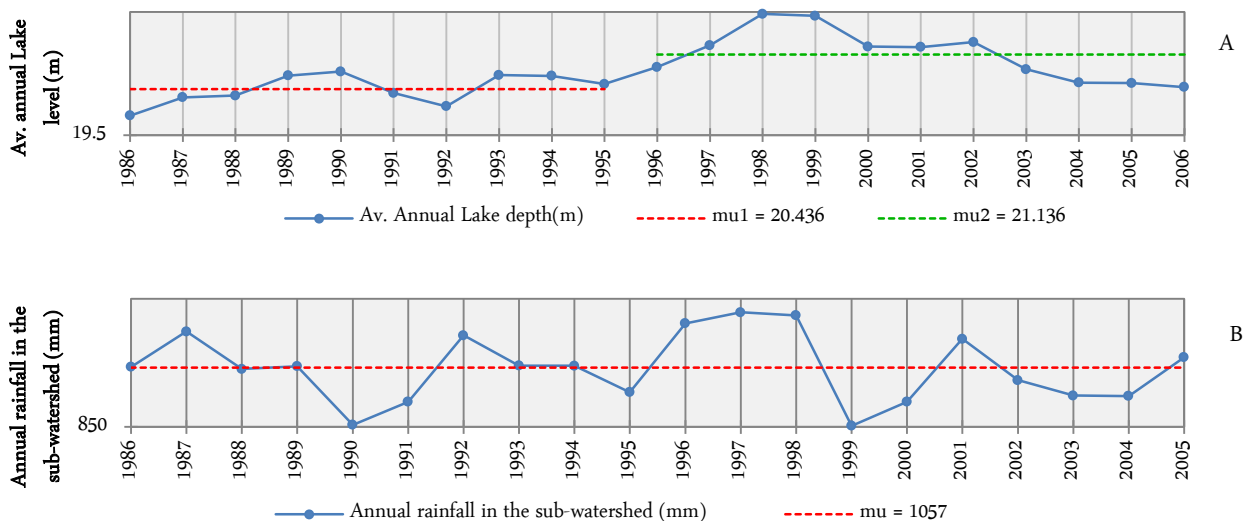 Av. annual Lake
level (m)
19.5
1986 1987 1988 1989 1990 1991 1992 1993 1994 1995 1996 1997 1998 1999 2000 2001 2002 2003 2004 2005 2006
Av. Annual Lake depth(m) mu1 = 20.436 mu2 = 21.136
A
Annual rainfall in the
sub-watershed (mm)
850
1986 1987 1988 1989 1990 1991 1992 1993 1994 1995 1996 1997 1998 1999 2000 2001 2002 2003 2004 2005
Annual rainfall in the sub-watershed (mm) mu = 1057
B